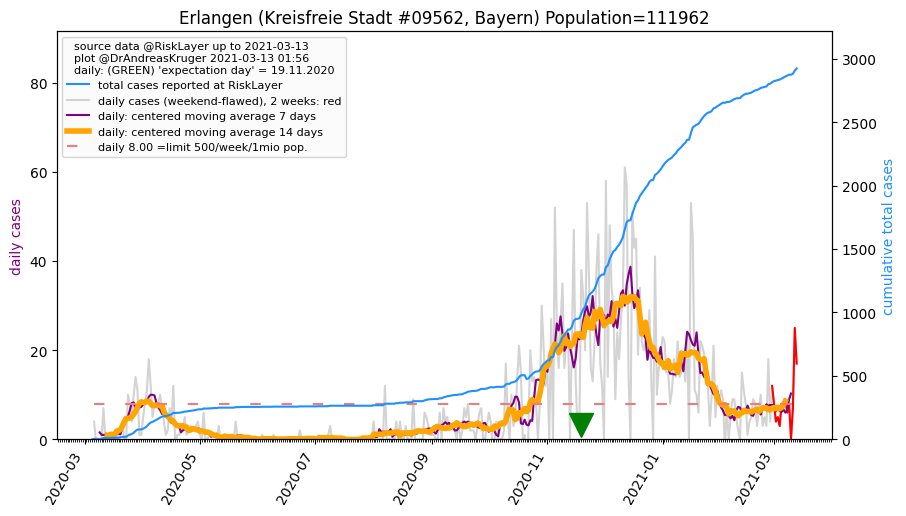 Erlangen (Kreisfreie Stadt #09562, Bayern) Population=111962
source data @RiskLayer up to 2021-03-13
plot @DrAndreasKruger 2021-03-13 01:56
daily: (GREEN) 'expectation day' = 19.11.2020
total cases reported at RiskLayer
daily cases (weekend-flawed), 2 weeks: red
daily: centered moving average 7 days
daily: centered moving average 14 days
daily 8.00 =limit 500/week/1mio pop.
daily cases
0
20
40
60
80
cumulative total cases
0
500
1000
1500
2000
2500
3000
2020-03
2020-05
2020-07
2020-09
2020-11
2021-01
2021-03